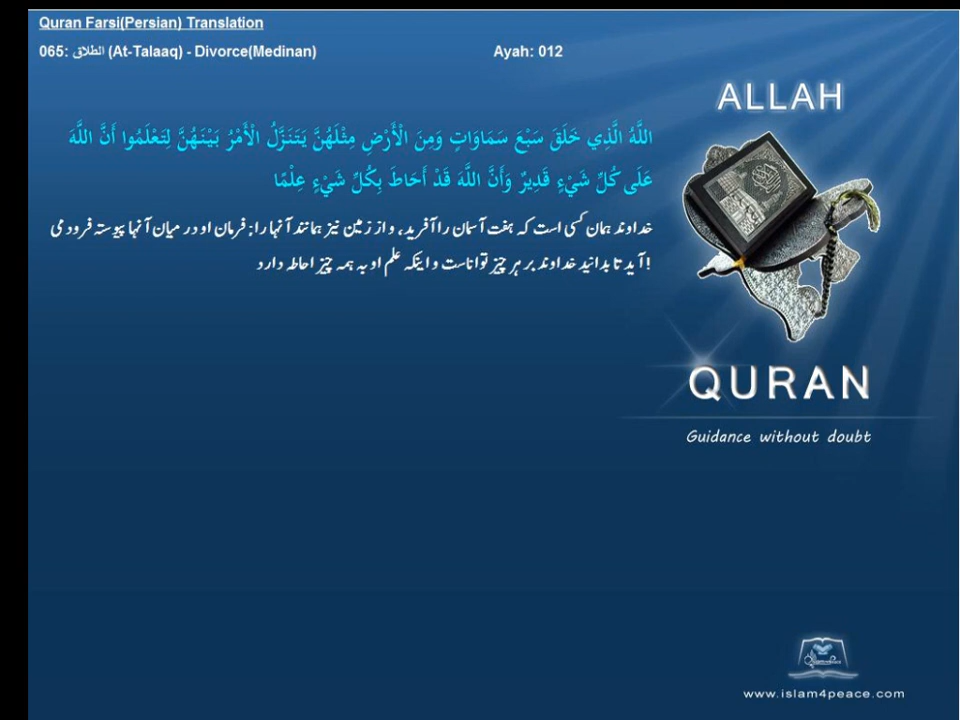 Quran Farsi(Persian) Translation
065: الطلاق (At-Talaaq) - Divorce(Medinan) Ayah: 012
ALLAH
اللَّهُ الَّذِي خَلَقَ سَبْعَ سَمَاوَاتٍ وَمِنَ الْأَرْضِ مِثْلَهُنَّ يَتَنَزَّلُ الْأَمْرُ بَيْنَهُنَّ لِتَعْلَمُوا أَنَّ اللَّهَ
عَلَى كُلِّ شَيْءٍ قَدِيرٌ وَأَنَّ اللَّهَ قَدْ أَحَاطَ بِكُلِّ شَيْءٍ عِلْمًا
خداوند همان کسی است که هفت آسمان را آفرید، و از زمین نیز همانند آنها را: فرمان او در میان آنها پیوسته فرود می
آید تا بدانید خداوند بر هر چیز تواناست و اینکه علم او به همه چیز احاطه دارد!
QURAN
Guidance without doubt
www.islam4peace.com